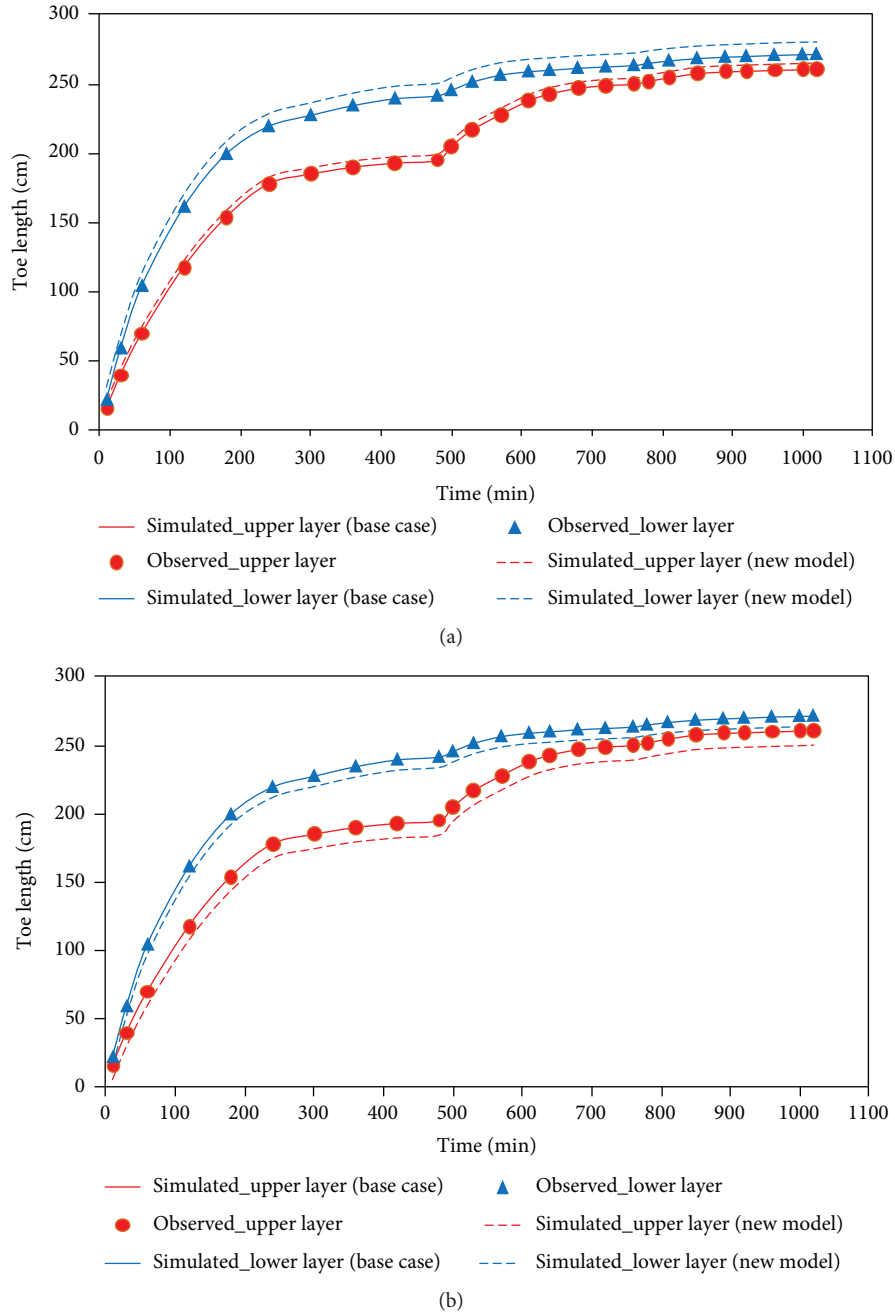 300
250
200
150
100
50
0
Toe length (cm)
0 100 200 300 400 500 600 700 800 900 1000 1100
Time (min)
Simulated_upper layer (base case) Observed_lower layer
Observed_upper layer Simulated_upper layer (new model)
Simulated_lower layer (base case) Simulated_lower layer (new model)
(a)
300
250
200
150
100
50
0
Toe length (cm)
0 100 200 300 400 500 600 700 800 900 1000 1100
Time (min)
Simulated_upper layer (base case) Observed_lower layer
Observed_upper layer Simulated_upper layer (new model)
Simulated_lower layer (base case) Simulated_lower layer (new model)
(b)